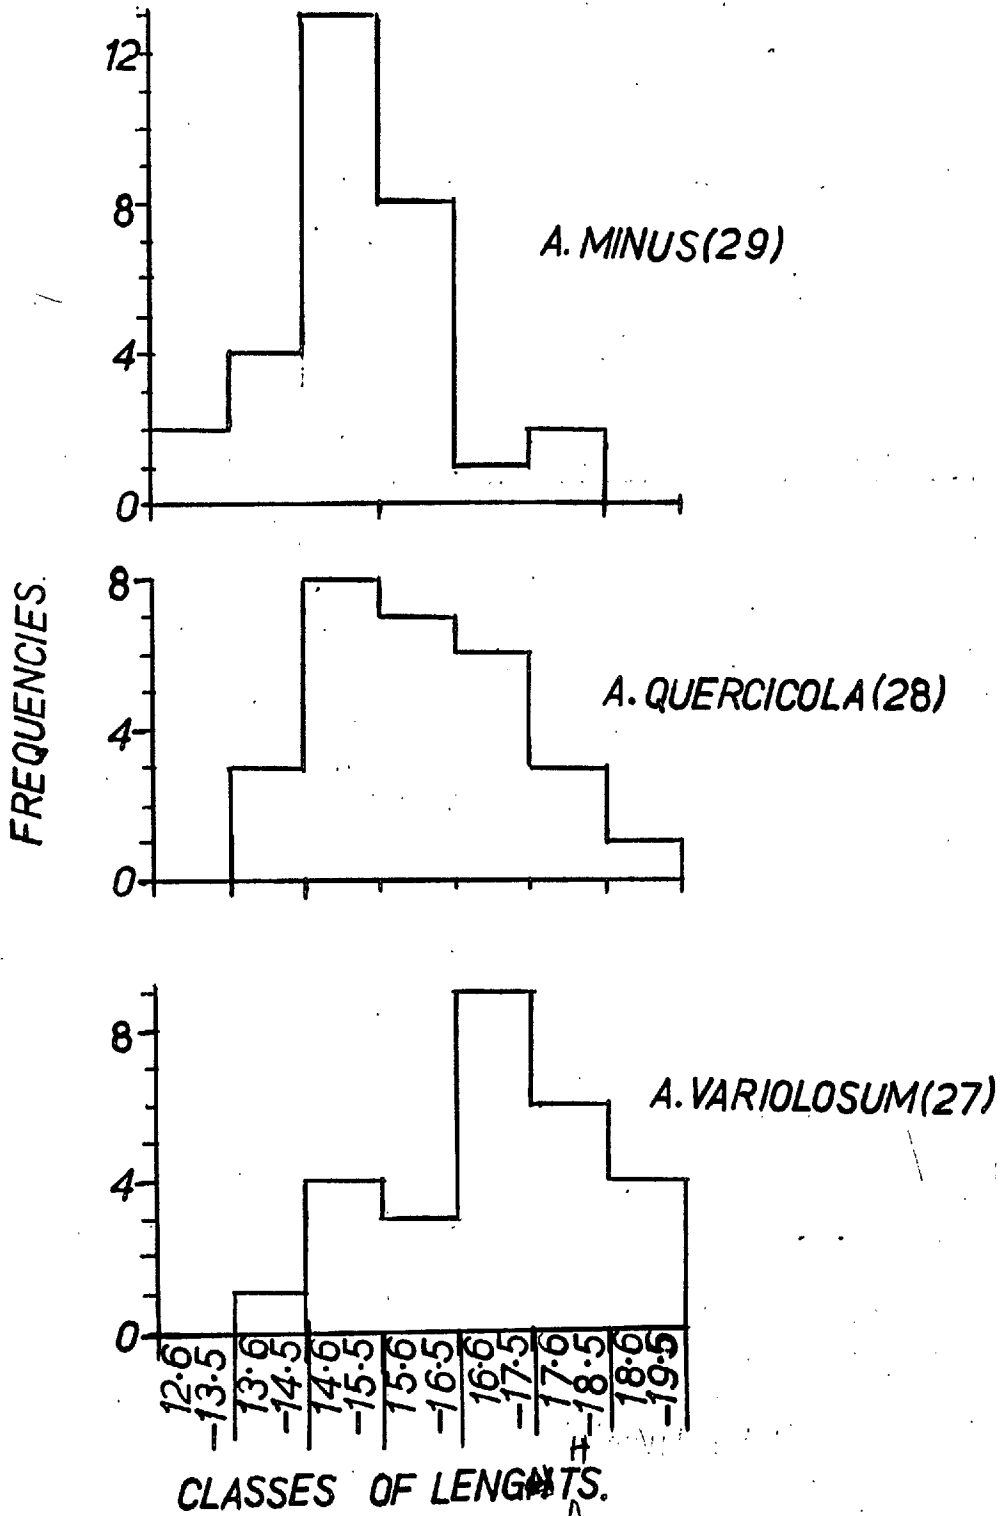 12
8
4
0
A. MINUS(29)
FREQUENCIES.
8
4
0
A. QUERCICOLA(28)
8
4
0
A. VARIOLOSUM(27)
12·6 -13·5
13·6 -14·5
14·6 -15·5
15·6 -16·5
16·6 -17·5
17·6 -18·5
18·6 -19·5
H
CLASSES OF LENG TS.